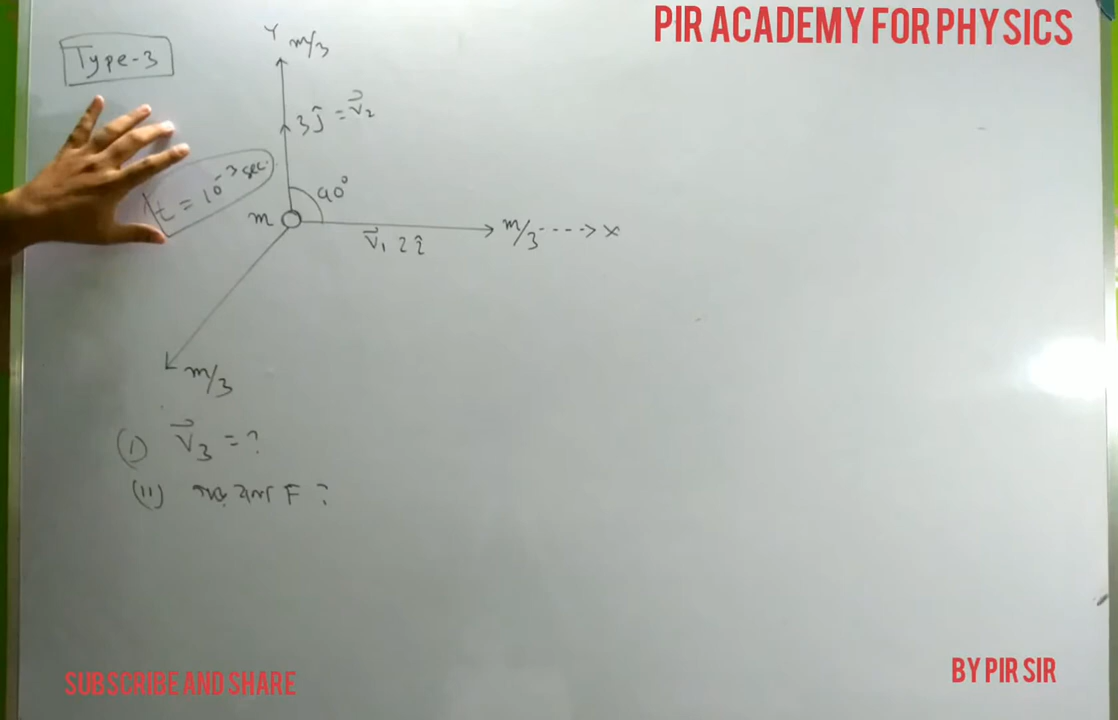 PIR ACADEMY FOR PHYSICS
Type-3
Y m/3
3ĵ = v⃗₂
t = 10⁻³ sec.
90°
m
v⃗₁ 2î
m/3 ----> x
m/3
(I) v⃗₃ = ?
(II) F ?
SUBSCRIBE AND SHARE
BY PIR SIR